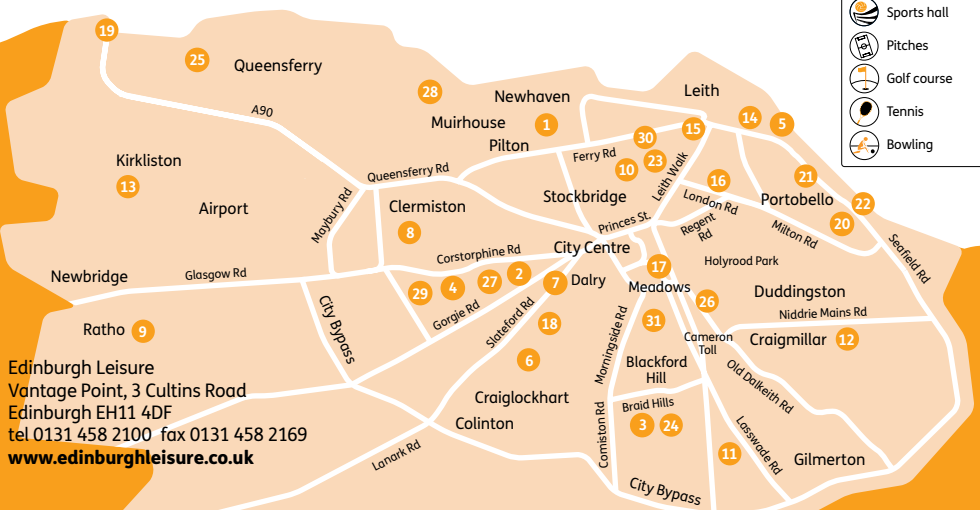 Sports hall
Pitches
Golf course
Tennis
Bowling
19
25
Queensferry
28
Newhaven
Leith
A90
Muirhouse
1
Pilton
30
15
14
5
Kirkliston
13
Queensferry Rd
Ferry Rd
10
23
Leith Walk
16
21
Airport
Maybury Rd
Clermiston
8
Stockbridge
London Rd
Portobello
22
20
Princes St.
Regent
Rd
Milton Rd
Seafield Rd
Corstorphine Rd
City Centre
Holyrood Park
Newbridge
Glasgow Rd
29
4
27
2
7
Dalry
17
Meadows
26
Duddingston
City Bypass
Gorgie Rd
Slateford Rd
18
Morningside Rd
31
Niddrie Mains Rd
Ratho
9
6
Cameron
Toll
Craigmillar
12
Blackford
Hill
Old Dalkeith Rd
Craiglockhart
Colinton
Braid Hills
3
24
Comiston Rd
Lasswade Rd
11
Gilmerton
Lanark Rd
City Bypass
Edinburgh Leisure
Vantage Point, 3 Cultins Road
Edinburgh EH11 4DF
tel 0131 458 2100 fax 0131 458 2169
www.edinburghleisure.co.uk